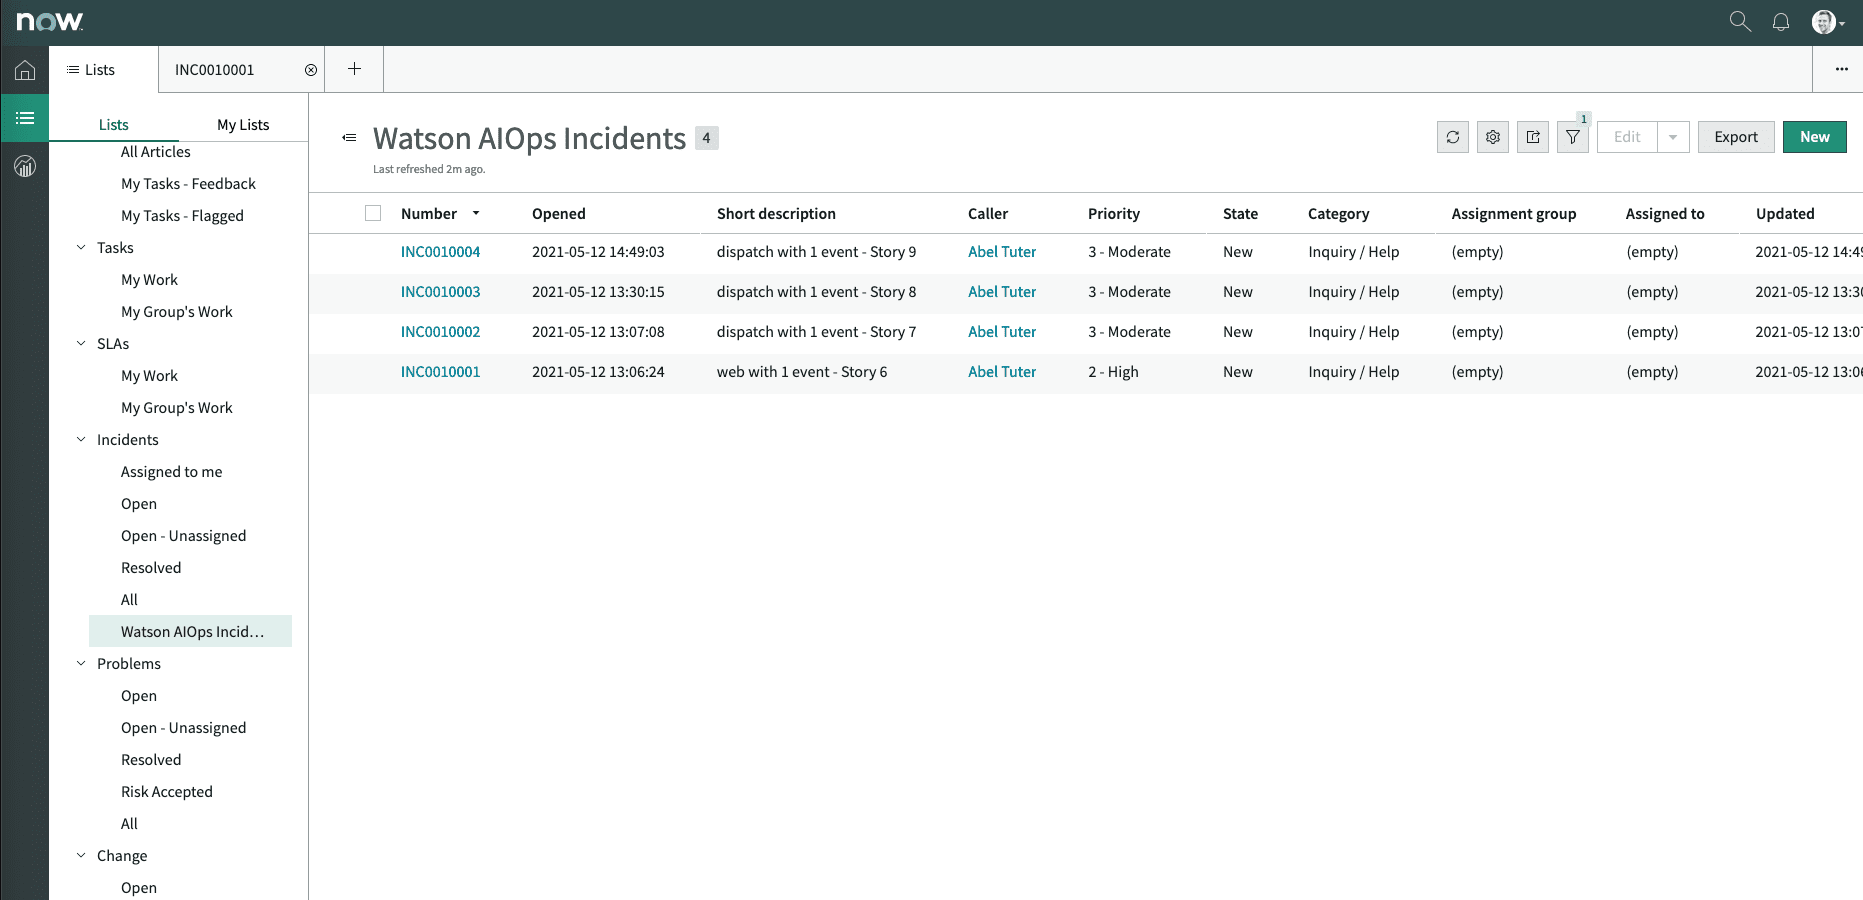 now.
Lists
INC0010001
Lists
My Lists
All Articles
My Tasks - Feedback
My Tasks - Flagged
Tasks
My Work
My Group's Work
SLAs
My Work
My Group's Work
Incidents
Assigned to me
Open
Open - Unassigned
Resolved
All
Watson AIOps Incid...
Problems
Open
Open - Unassigned
Resolved
Risk Accepted
All
Change
Open
Watson AIOps Incidents 4
Last refreshed 2m ago.
1
Edit
Export
New
Number Opened Short description Caller Priority State Category Assignment group Assigned to Updated
INC0010004 2021-05-12 14:49:03 dispatch with 1 event - Story 9 Abel Tuter 3 - Moderate New Inquiry / Help (empty) (empty) 2021-05-12 14:49
INC0010003 2021-05-12 13:30:15 dispatch with 1 event - Story 8 Abel Tuter 3 - Moderate New Inquiry / Help (empty) (empty) 2021-05-12 13:30
INC0010002 2021-05-12 13:07:08 dispatch with 1 event - Story 7 Abel Tuter 3 - Moderate New Inquiry / Help (empty) (empty) 2021-05-12 13:07
INC0010001 2021-05-12 13:06:24 web with 1 event - Story 6 Abel Tuter 2 - High New Inquiry / Help (empty) (empty) 2021-05-12 13:06